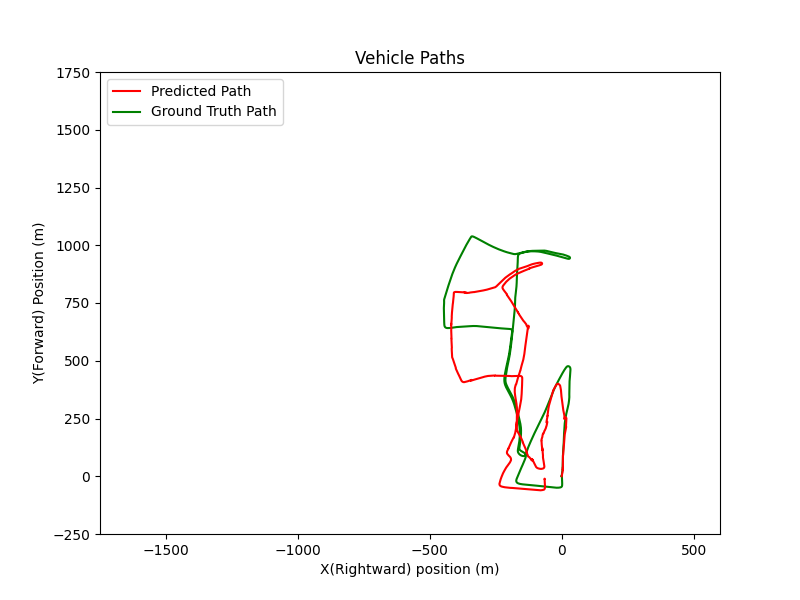 Vehicle Paths
Predicted Path
Ground Truth Path
1750
1500
1250
1000
750
500
250
0
−250
Y(Forward) Position (m)
−1500
−1000
−500
0
500
X(Rightward) position (m)